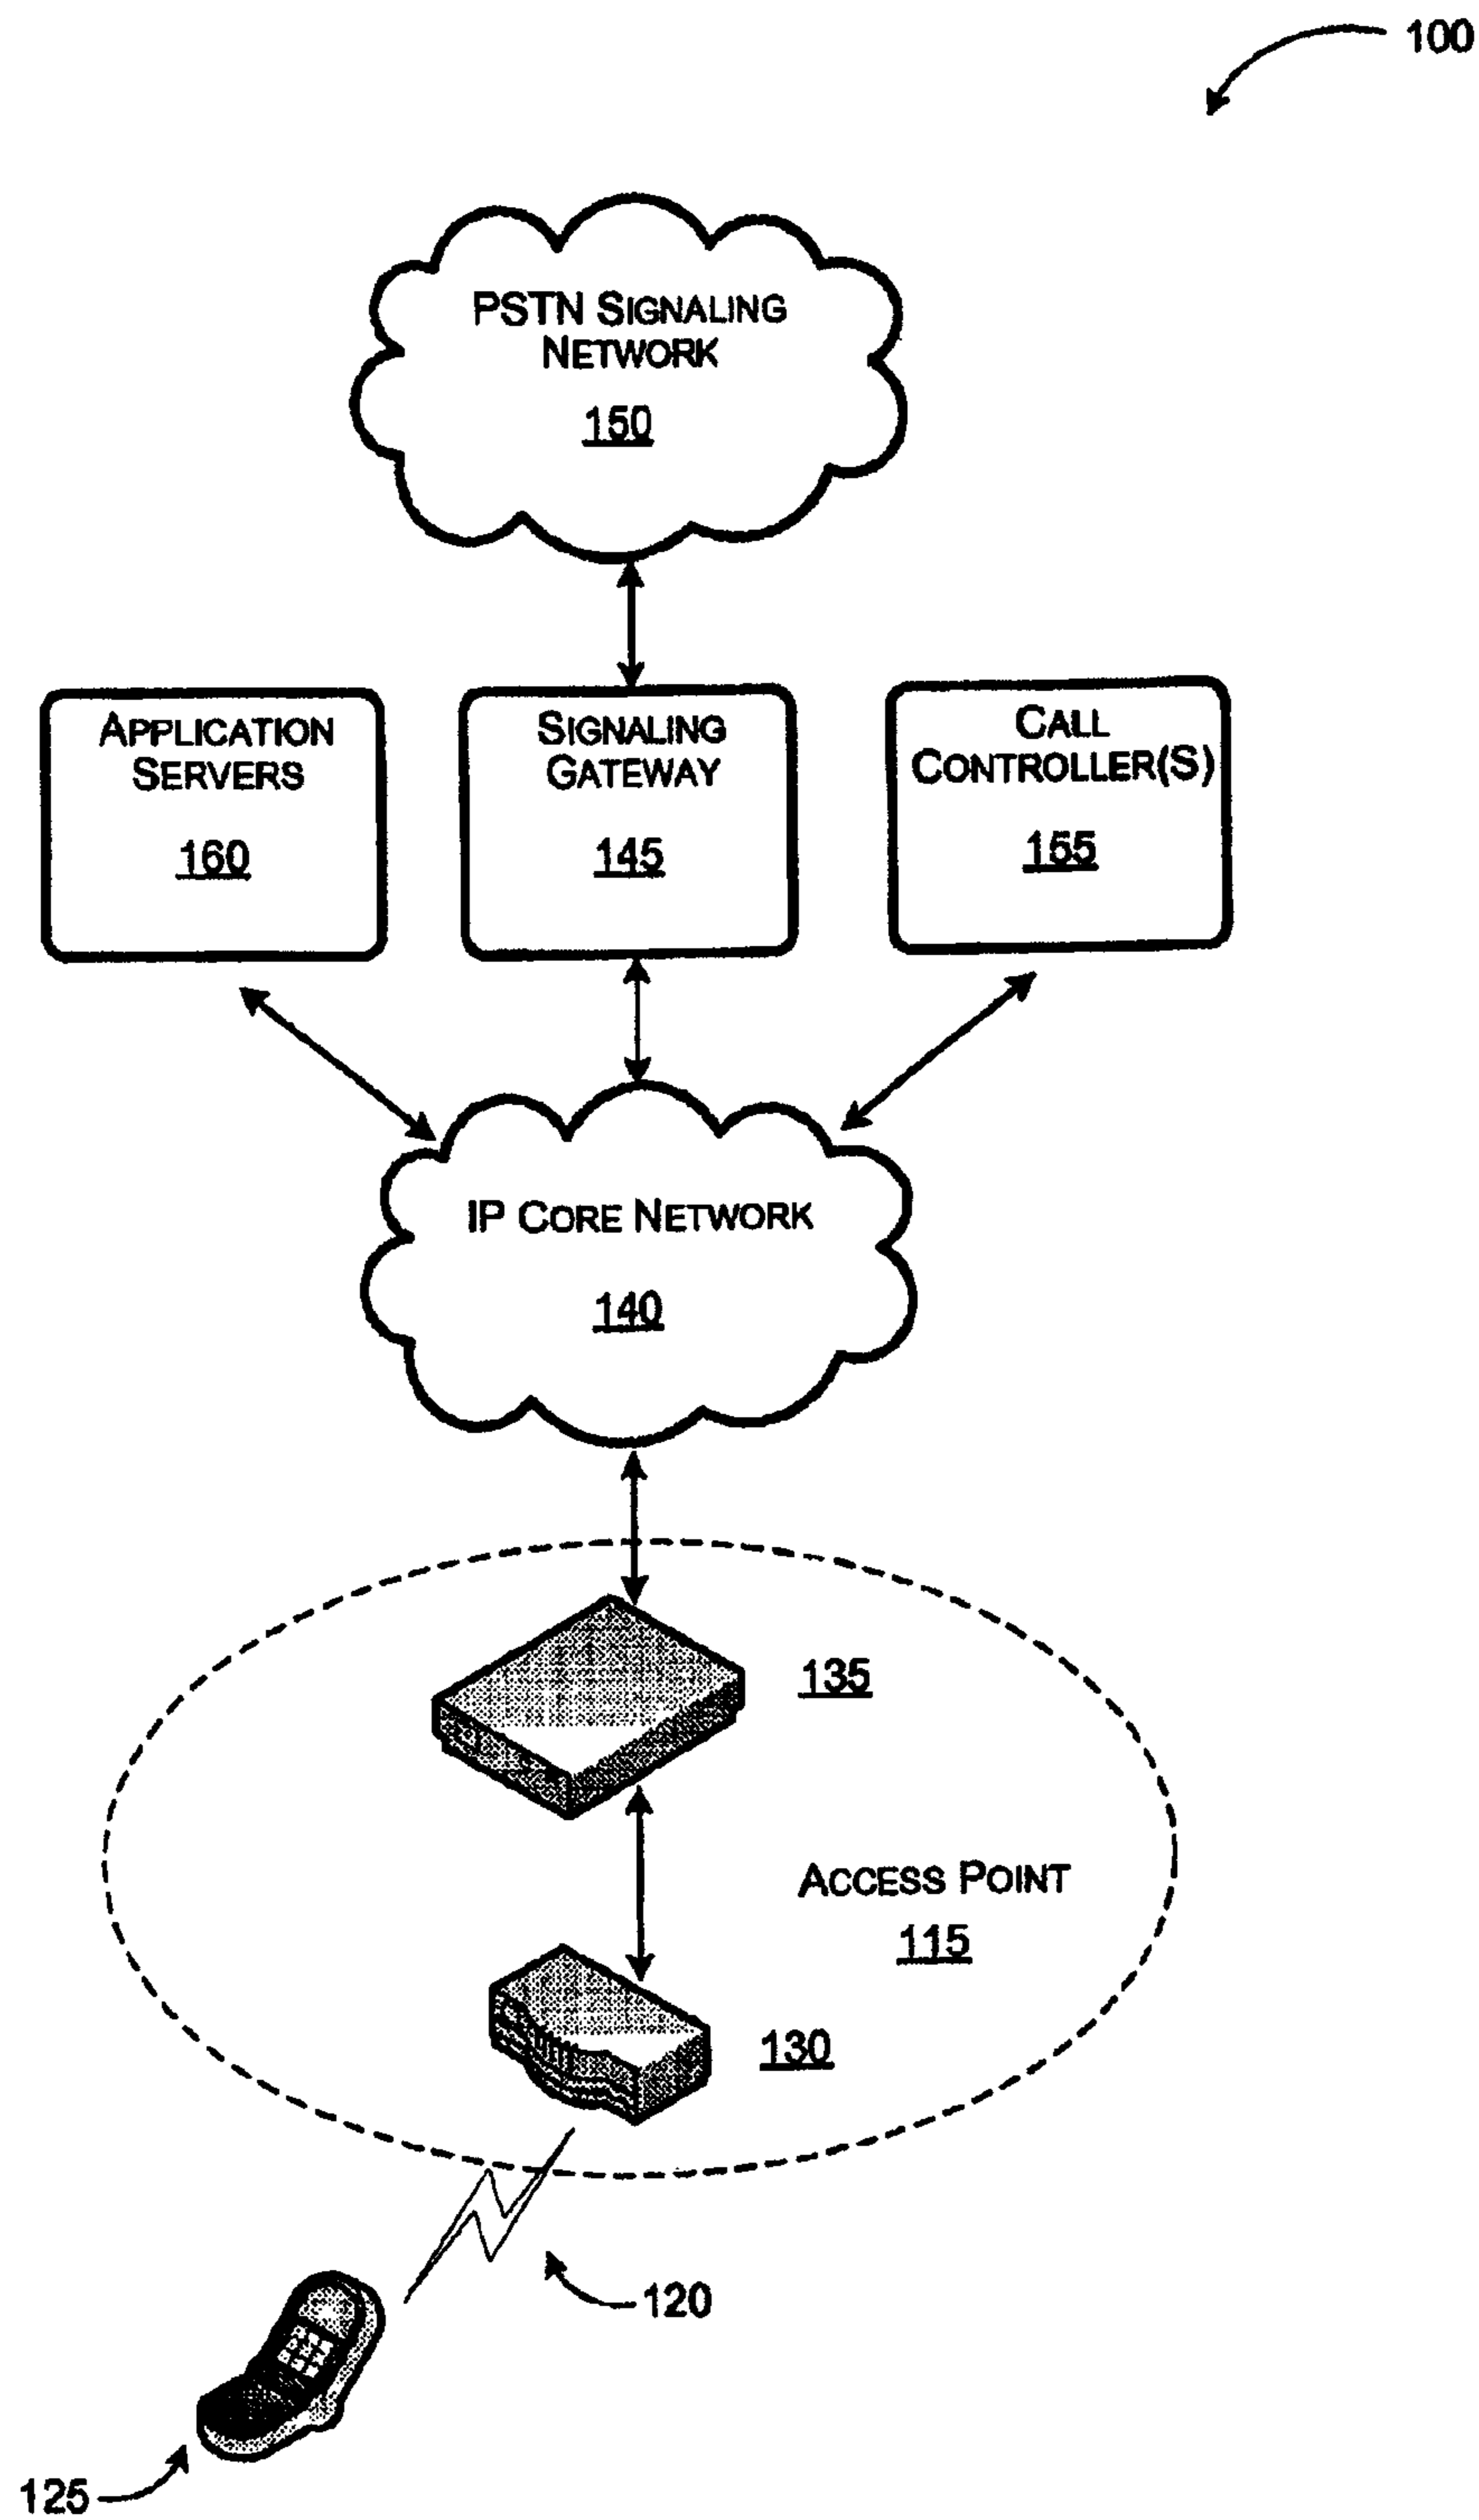 100
PSTN SIGNALING
NETWORK
150
APPLICATION
SERVERS
160
SIGNALING
GATEWAY
145
CALL
CONTROLLER(S)
155
IP CORE NETWORK
140
135
ACCESS POINT
115
130
120
125